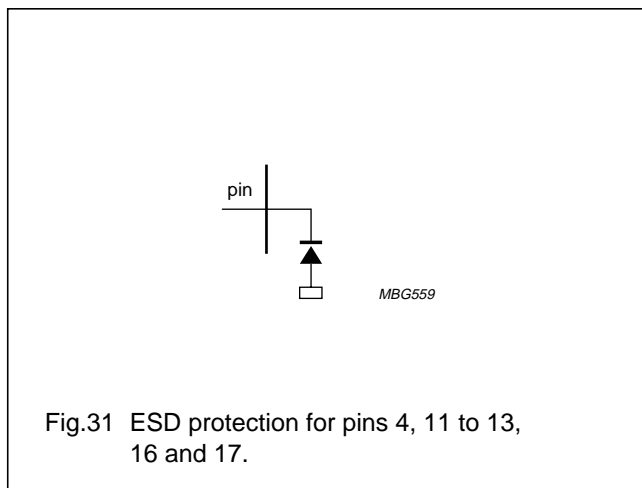 pin
MBG559
Fig.31 ESD protection for pins 4, 11 to 13,
16 and 17.